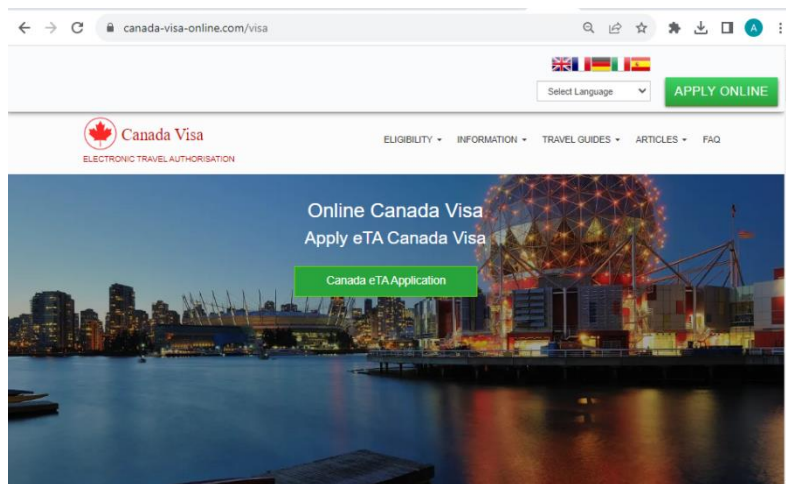 canada-visa-online.com/visa
A
Select Language
APPLY ONLINE
Canada Visa
ELECTRONIC TRAVEL AUTHORISATION
ELIGIBILITY
INFORMATION
TRAVEL GUIDES
ARTICLES
FAQ
Online Canada Visa
Apply eTA Canada Visa
Canada eTA Application